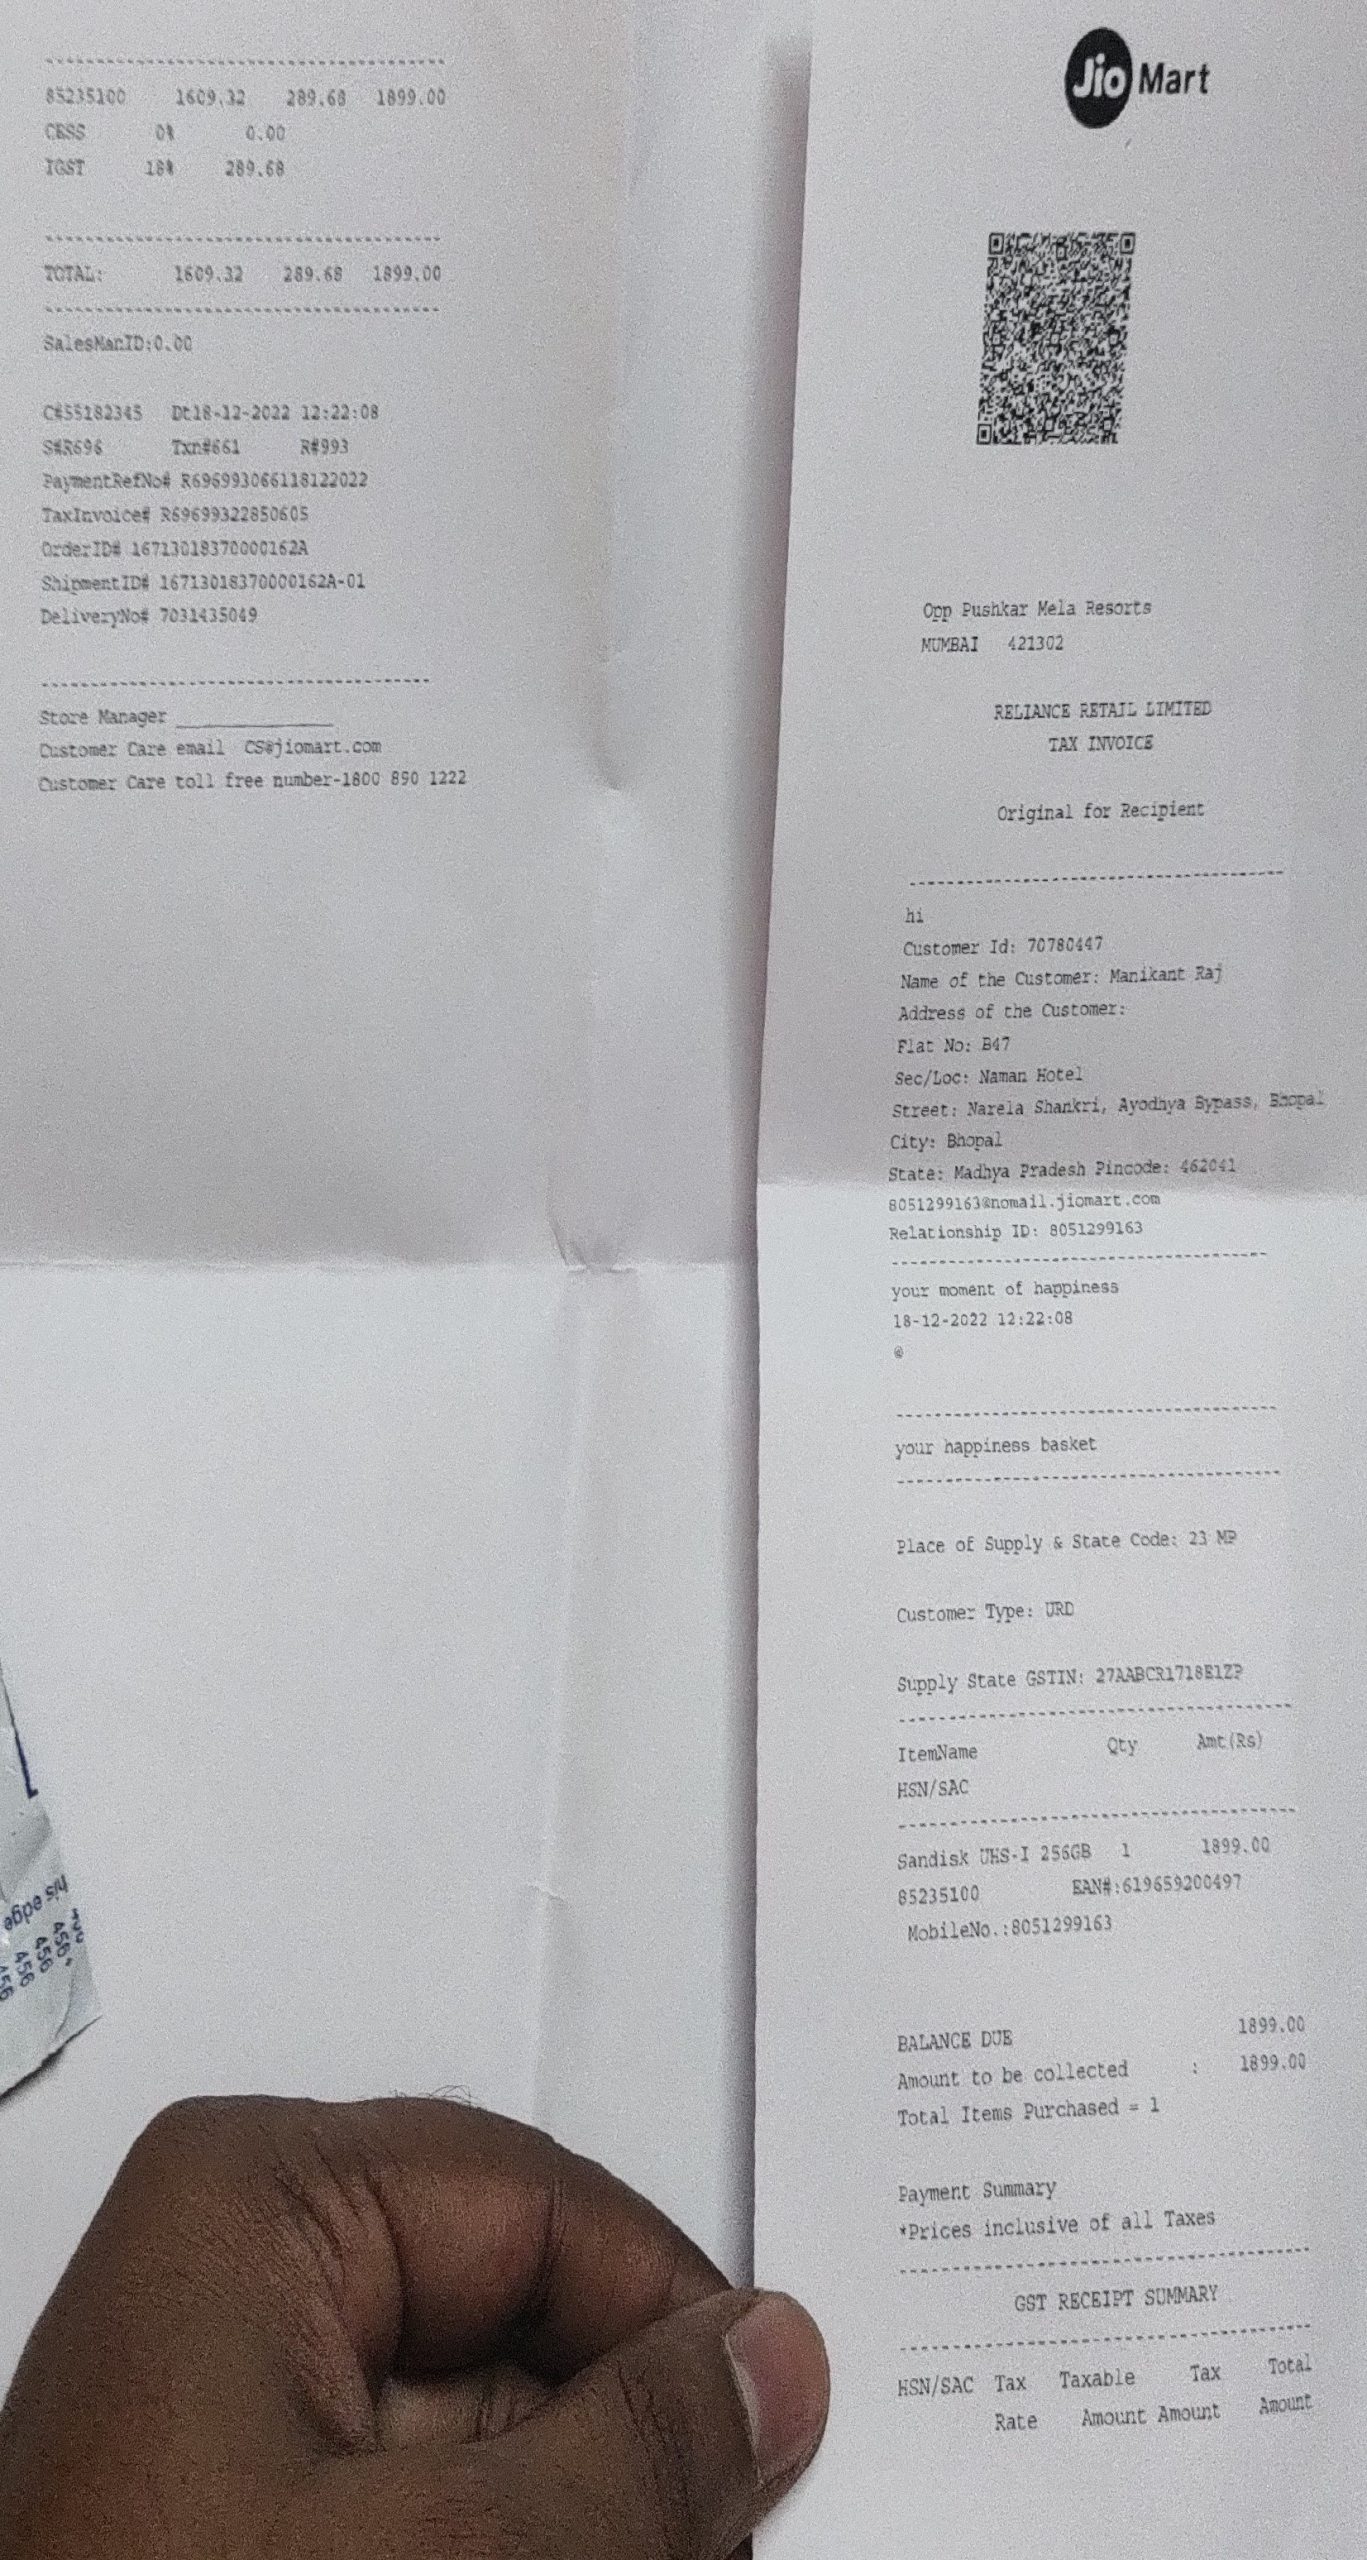 Jio Mart
Opp Pushkar Mela Resorts
MUMBAI 421302
RELIANCE RETAIL LIMITED
TAX INVOICE
Original for Recipient
hi
Customer Id: 70780447
Name of the Customer: Manikant Raj
Address of the Customer:
Flat No: B47
Sec/Loc: Naman Hotel
Street: Narela Shankri, Ayodhya Bypass, Bhopal
City: Bhopal
State: Madhya Pradesh Pincode: 462041
8051299163@nomail.jiomart.com
Relationship ID: 8051299163
your moment of happiness
18-12-2022 12:22:08
@
your happiness basket
Place of Supply & State Code: 23 MP
Customer Type: URD
Supply State GSTIN: 27AABCR1718E1ZP
ItemName Qty Amt(Rs)
HSN/SAC
Sandisk UHS-I 256GB 1 1899.00
85235100 EAN#:619659200497
MobileNo.:8051299163
BALANCE DUE 1899.00
Amount to be collected : 1899.00
Total Items Purchased = 1
Payment Summary
*Prices inclusive of all Taxes
GST RECEIPT SUMMARY
HSN/SAC Tax Taxable Tax Total
Rate Amount Amount Amount
85235100 1609.32 289.68 1899.00
CESS 0% 0.00
IGST 18% 289.68
TOTAL: 1609.32 289.68 1899.00
SalesManID:0.00
C#55182345 Dt18-12-2022 12:22:08
S#R696 Txn#661 R#993
PaymentRefNo# R696993066118122022
TaxInvoice# R69699322850605
OrderID# 16713018370000162A
ShipmentID# 16713018370000162A-01
DeliveryNo# 7031435049
Store Manager
Customer Care email CS@jiomart.com
Customer Care toll free number-1800 890 1222
his edge
456*
456
456
456